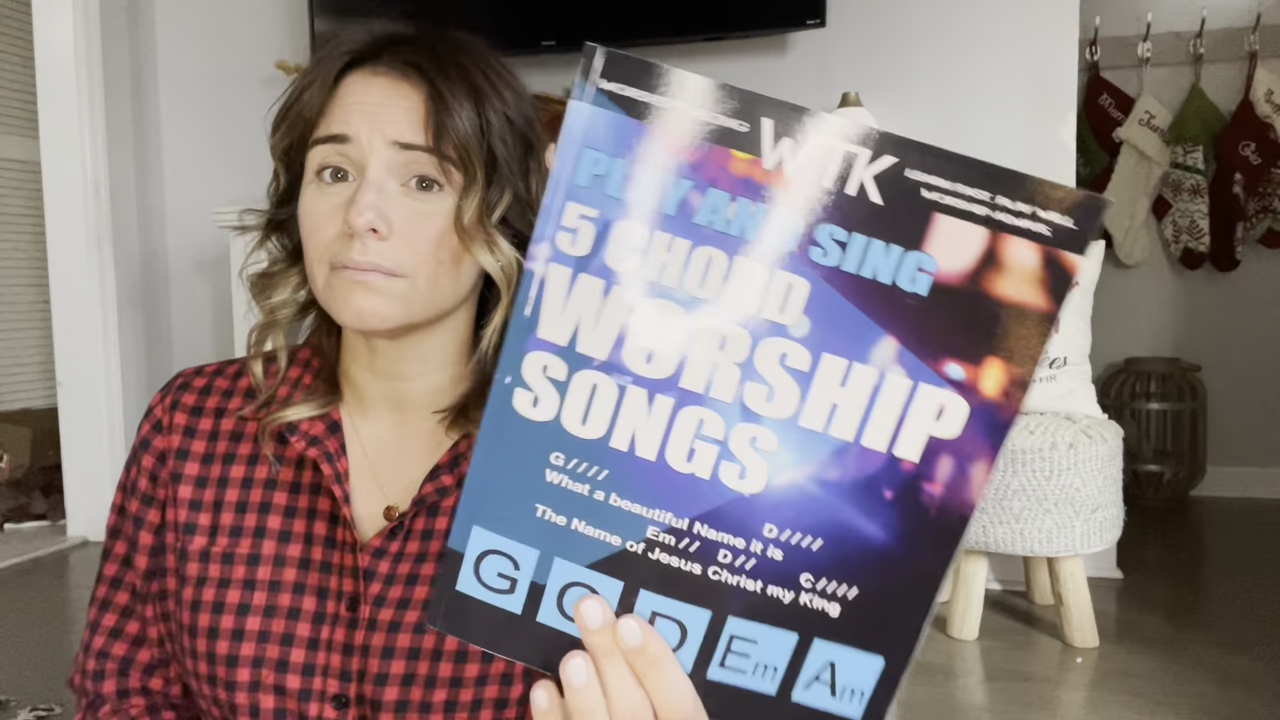 WTK
PLAY AND SING
5 CHORD
WORSHIP
SONGS
G////
D/////
What a beautiful Name it is
Em// D// C/////
The Name of Jesus Christ my King
G C D Em Am